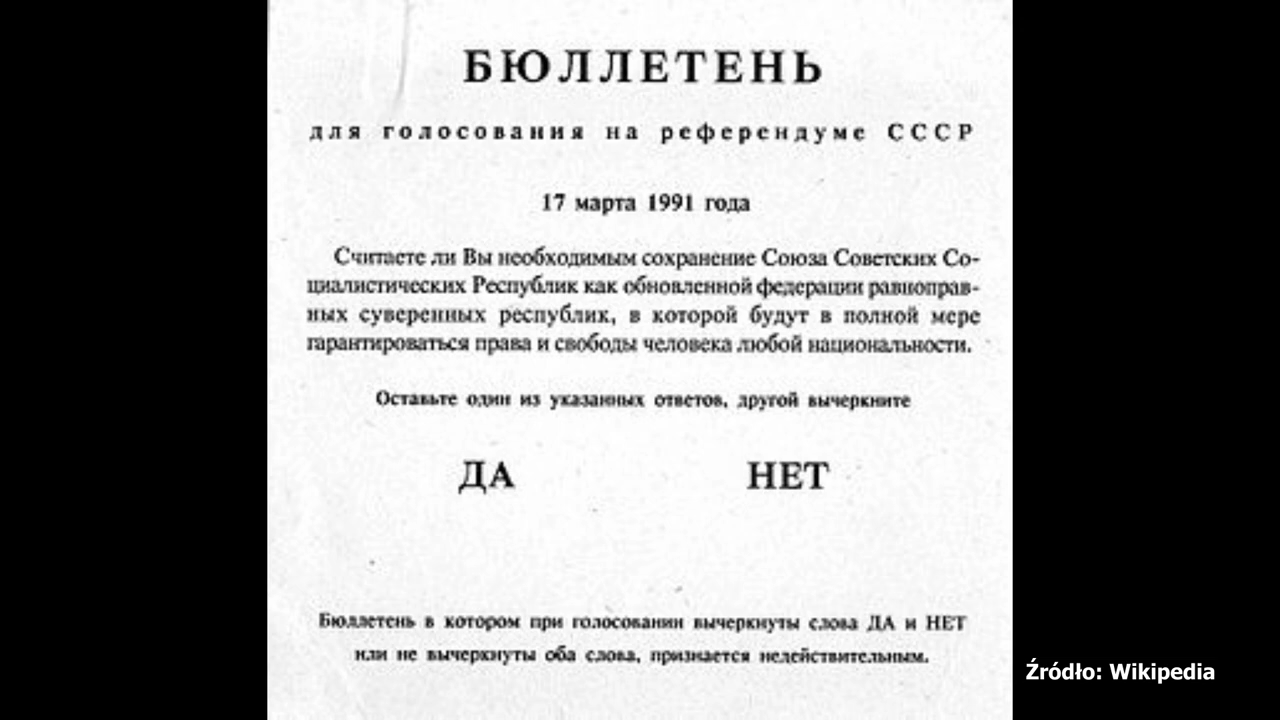 БЮЛЛЕТЕНЬ
для голосования на референдуме СССР
17 марта 1991 года
Считаете ли Вы необходимым сохранение Союза Советских Со-
циалистических Республик как обновленной федерации равноправ-
ных суверенных республик, в которой будут в полной мере
гарантироваться права и свободы человека любой национальности.
Оставьте один из указанных ответов, другой вычеркните
ДА НЕТ
Бюллетень в котором при голосовании вычеркнуты слова ДА и НЕТ
или не вычеркнуты оба слова, признается недействительным.
Źródło: Wikipedia